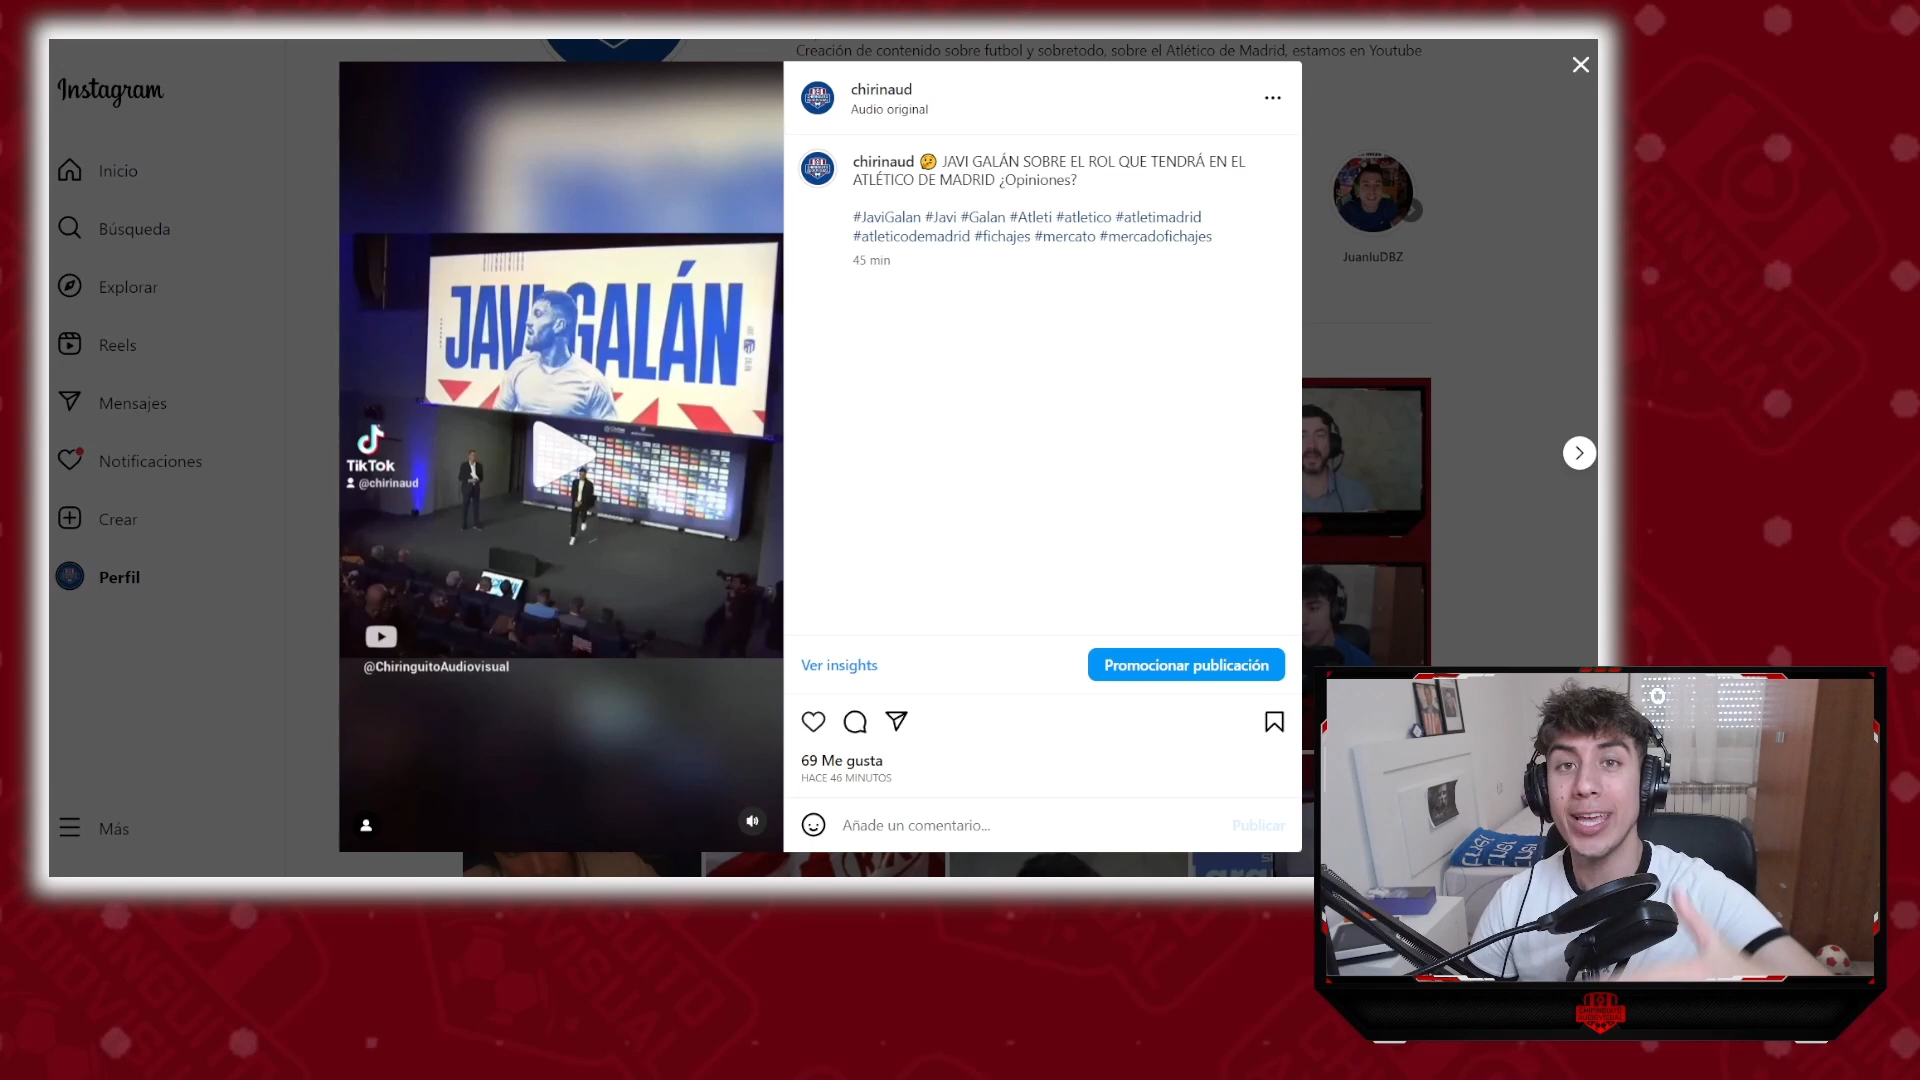 Creación de contenido sobre futbol y sobretodo, sobre el Atlético de Madrid, estamos en Youtube
Instagram
Inicio
Búsqueda
Explorar
Reels
Mensajes
Notificaciones
Crear
Perfil
Más
JAVI GALÁN
TikTok
@chirinaud
@ChiringuitoAudiovisual
chirinaud
Audio original
chirinaud 🤔 JAVI GALÁN SOBRE EL ROL QUE TENDRÁ EN EL
ATLÉTICO DE MADRID ¿Opiniones?
#JaviGalan #Javi #Galan #Atleti #atletico #atletimadrid
#atleticodemadrid #fichajes #mercato #mercadofichajes
45 min
Ver insights
Promocionar publicación
69 Me gusta
HACE 46 MINUTOS
Añade un comentario...
Publicar
JuanluDBZ
CHIRINGUITO
AUDIOVISUAL